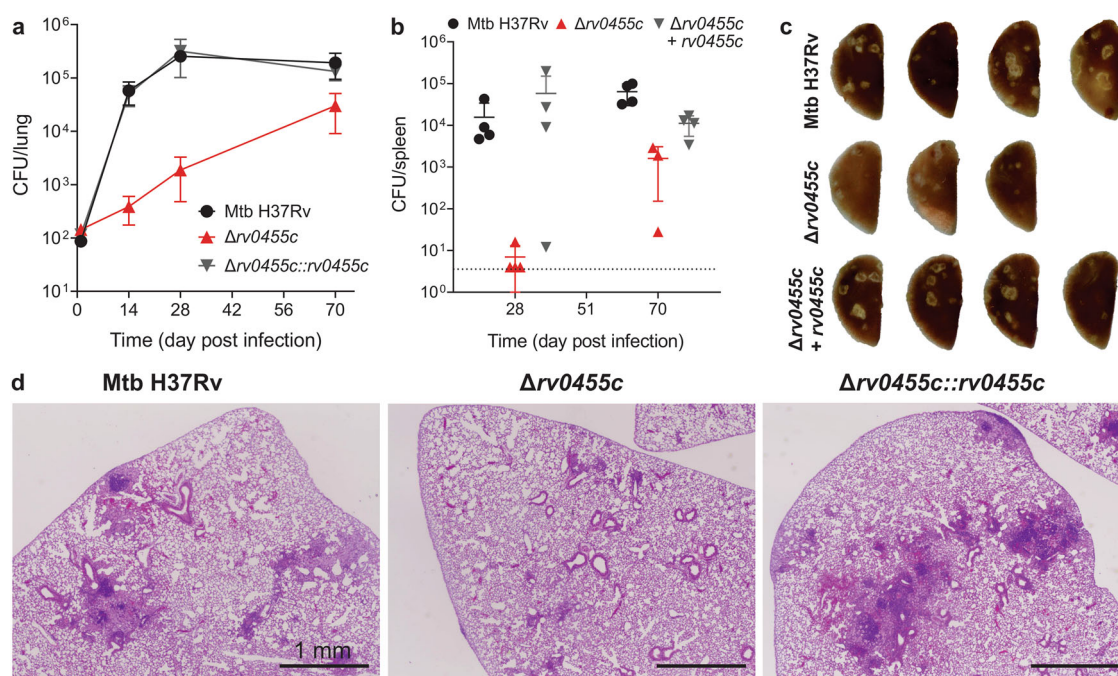 a
CFU/lung
10⁶
10⁵
10⁴
10³
10²
10¹
0 14 28 42 56 70
Time (day post infection)
Mtb H37Rv
Δrv0455c
Δrv0455c::rv0455c
b
Mtb H37Rv Δrv0455c Δrv0455c
+ rv0455c
CFU/spleen
10⁶
10⁵
10⁴
10³
10²
10¹
10⁰
28 51 70
Time (day post infection)
c
Mtb H37Rv
Δrv0455c
Δrv0455c
+ rv0455c
d
Mtb H37Rv
Δrv0455c
Δrv0455c::rv0455c
1 mm